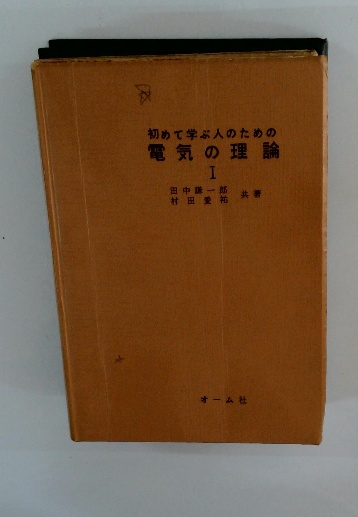 初めて学ぶ人のための
電気の理論
I
田中謙一郎
村田愛祐 共著
オーム社